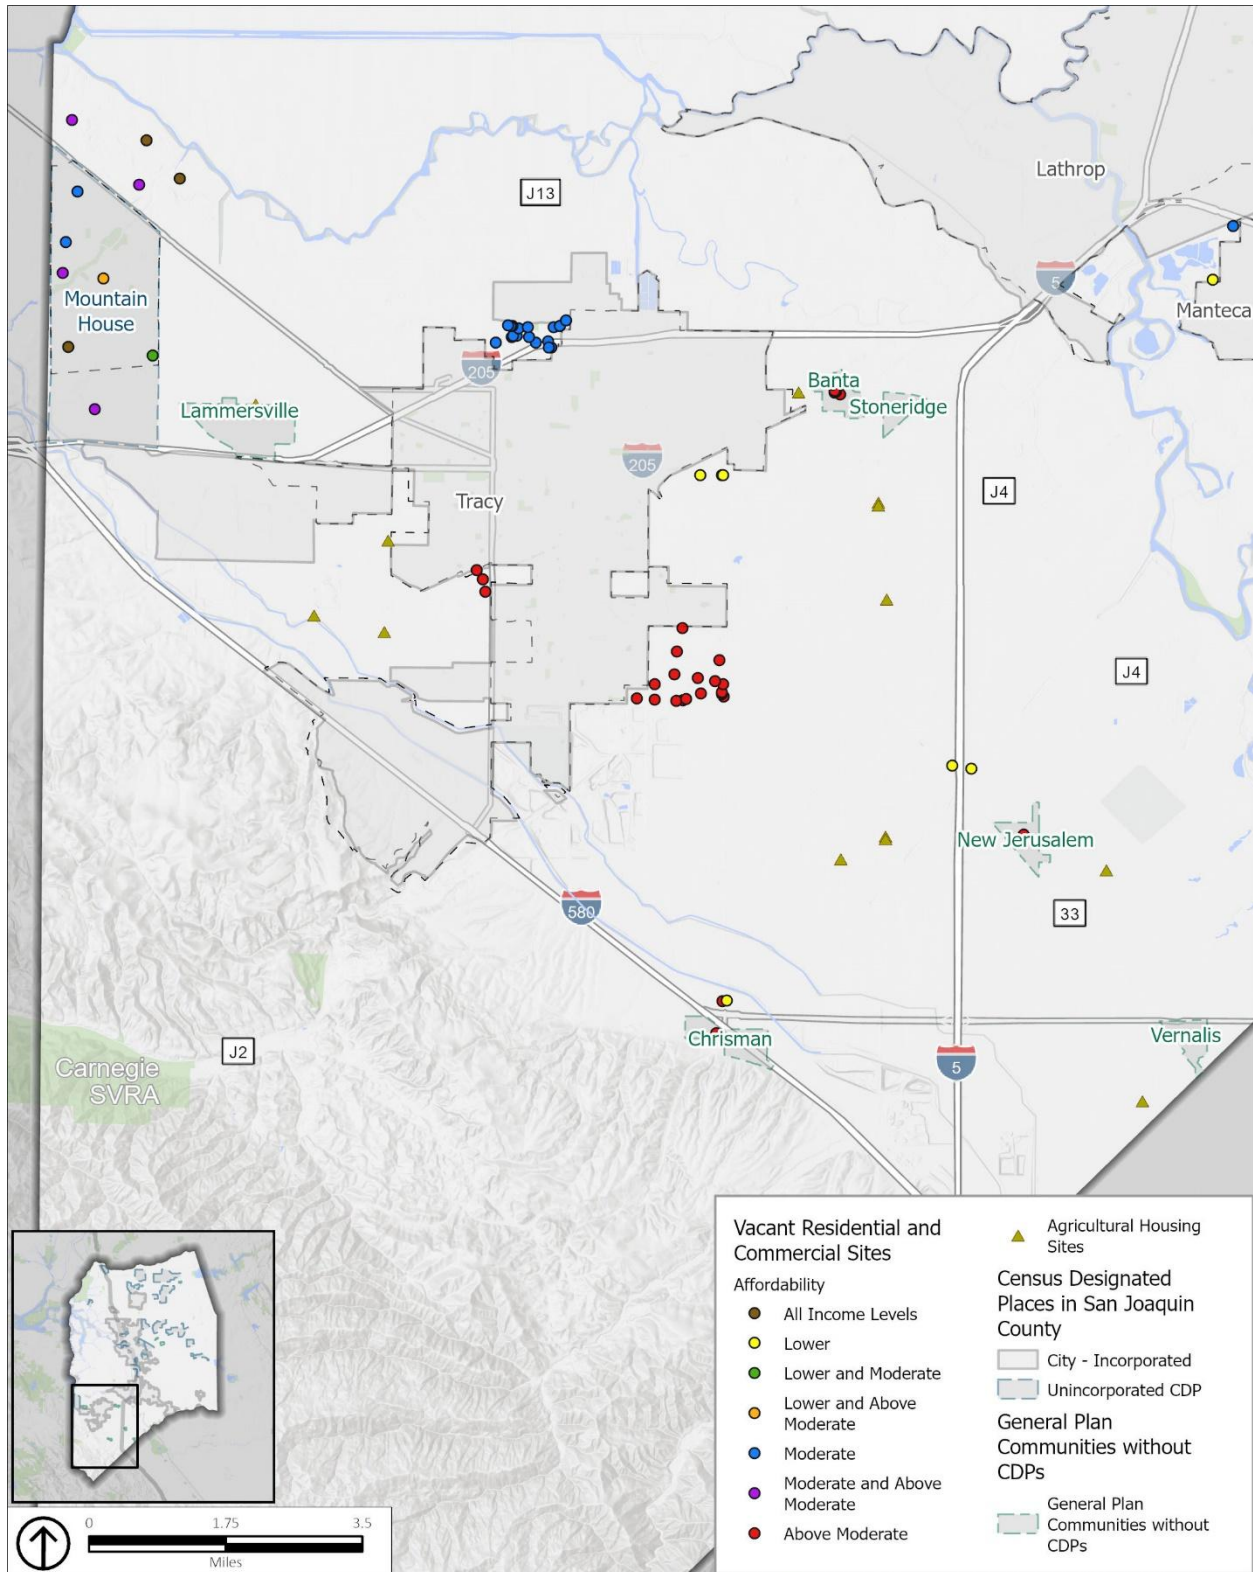 J13
Lathrop
5
Mountain
House
Manteca
205
Banta
Lammersville
Stoneridge
205
Tracy
J4
J4
New Jerusalem
580
33
Chrisman
Vernalis
J2
5
Carnegie
SVRA
Vacant Residential and
Commercial Sites
Affordability
All Income Levels
Lower
Lower and Moderate
Lower and Above
Moderate
Moderate
Moderate and Above
Moderate
Above Moderate
Agricultural Housing
Sites
Census Designated
Places in San Joaquin
County
City - Incorporated
Unincorporated CDP
General Plan
Communities without
CDPs
General Plan
Communities without
CDPs
0 1.75 3.5
Miles